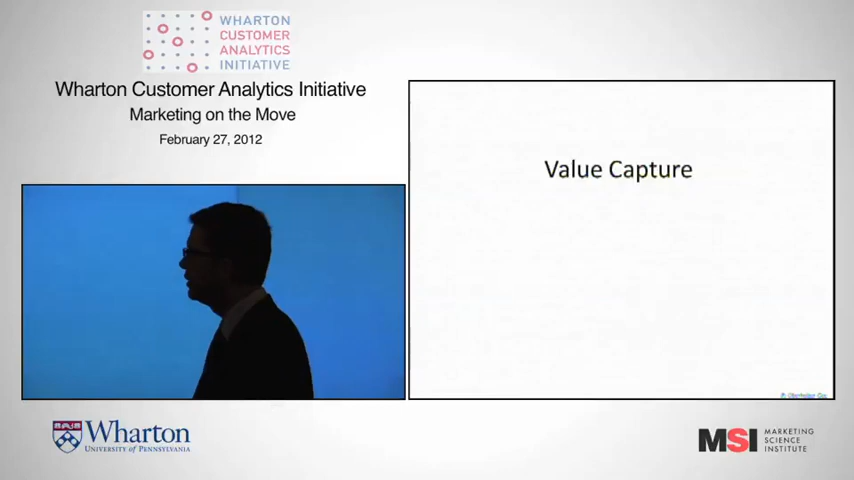 WHARTON
CUSTOMER
ANALYTICS
INITIATIVE
Wharton Customer Analytics Initiative
Marketing on the Move
February 27, 2012
Value Capture
Wharton
UNIVERSITY OF PENNSYLVANIA
MSI
MARKETING
SCIENCE
INSTITUTE